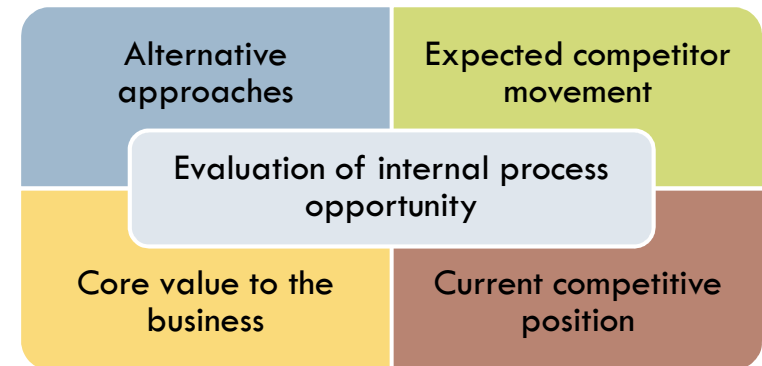 Alternative
approaches
Expected competitor
movement
Evaluation of internal process
opportunity
Core value to the
business
Current competitive
position